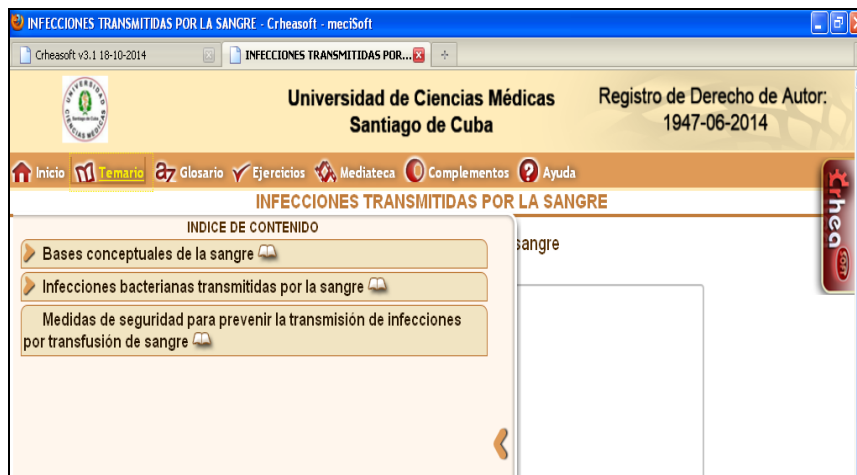 INFECCIONES TRANSMITIDAS POR LA SANGRE - Crheasoft - meciSoft
Crheasoft v3.1 18-10-2014
INFECCIONES TRANSMITIDAS POR...
Universidad de Ciencias Médicas
Santiago de Cuba
Registro de Derecho de Autor:
1947-06-2014
Inicio Temario Glosario Ejercicios Mediateca Complementos Ayuda
INFECCIONES TRANSMITIDAS POR LA SANGRE
INDICE DE CONTENIDO
sangre
Bases conceptuales de la sangre
Infecciones bacterianas transmitidas por la sangre
Medidas de seguridad para prevenir la transmisión de infecciones
por transfusión de sangre
Crhea
SOFT